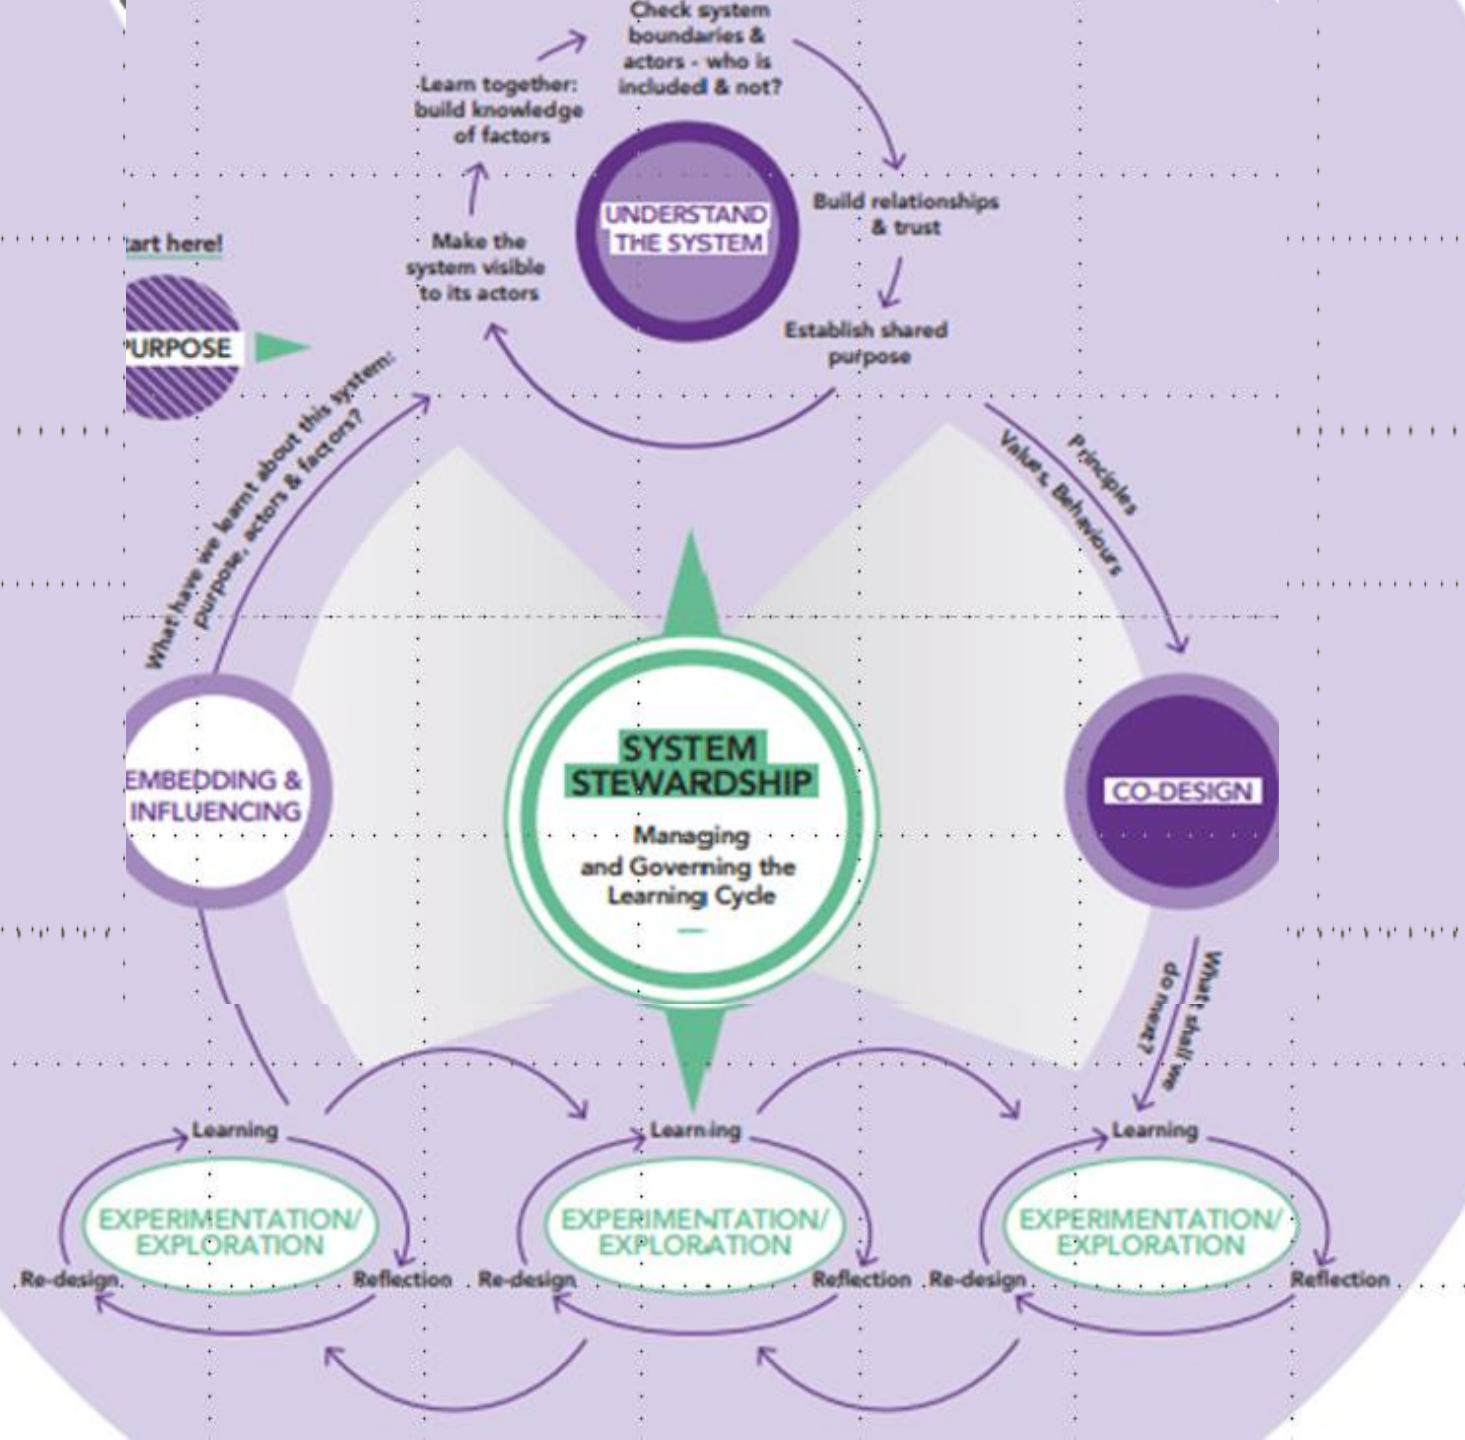 Check system
boundaries &
actors - who is
included & not?
Learn together:
build knowledge
of factors
Build relationships
& trust
UNDERSTAND
THE SYSTEM
Make the
system visible
to its actors
Establish shared
purpose
tart here!
PURPOSE
What have we learnt about this system:
purpose, actors & factors?
Principles
Values, Behaviours
SYSTEM
STEWARDSHIP
Managing
and Governing the
Learning Cycle
EMBEDDING &
INFLUENCING
CO-DESIGN
What shall we
do next?
Learning
EXPERIMENTATION/
EXPLORATION
Re-design
Reflection
Learning
EXPERIMENTATION/
EXPLORATION
Re-design
Reflection
Learning
EXPERIMENTATION/
EXPLORATION
Re-design
Reflection